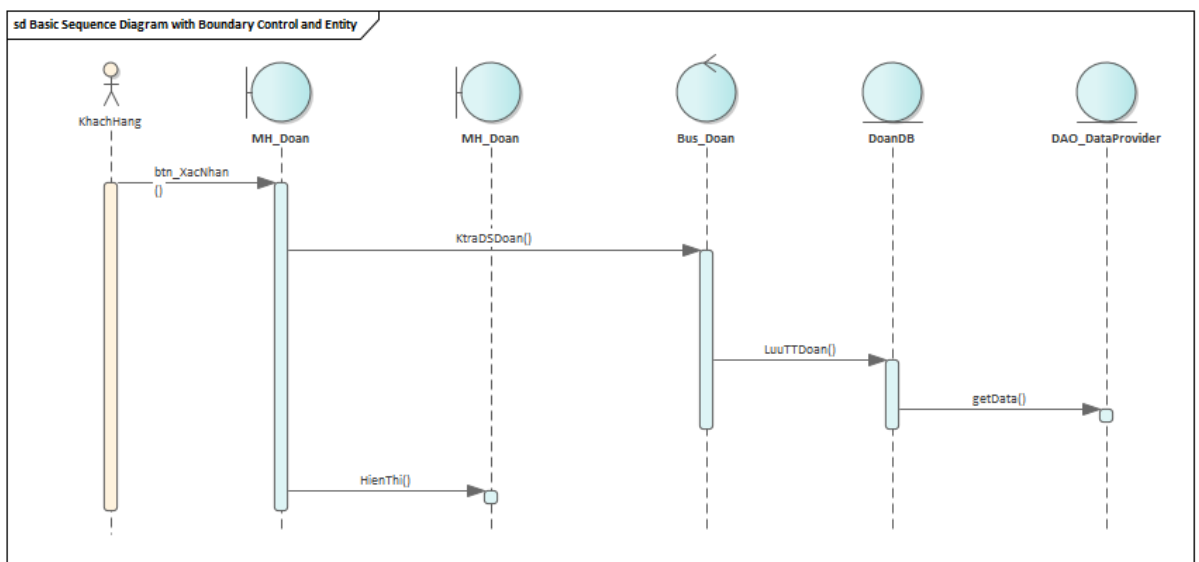 sd Basic Sequence Diagram with Boundary Control and Entity
KhachHang
MH_Doan
MH_Doan
Bus_Doan
DoanDB
DAO_DataProvider
btn_XacNhan
()
KtraDSDoan()
LuuTTDoan()
getData()
HienThi()